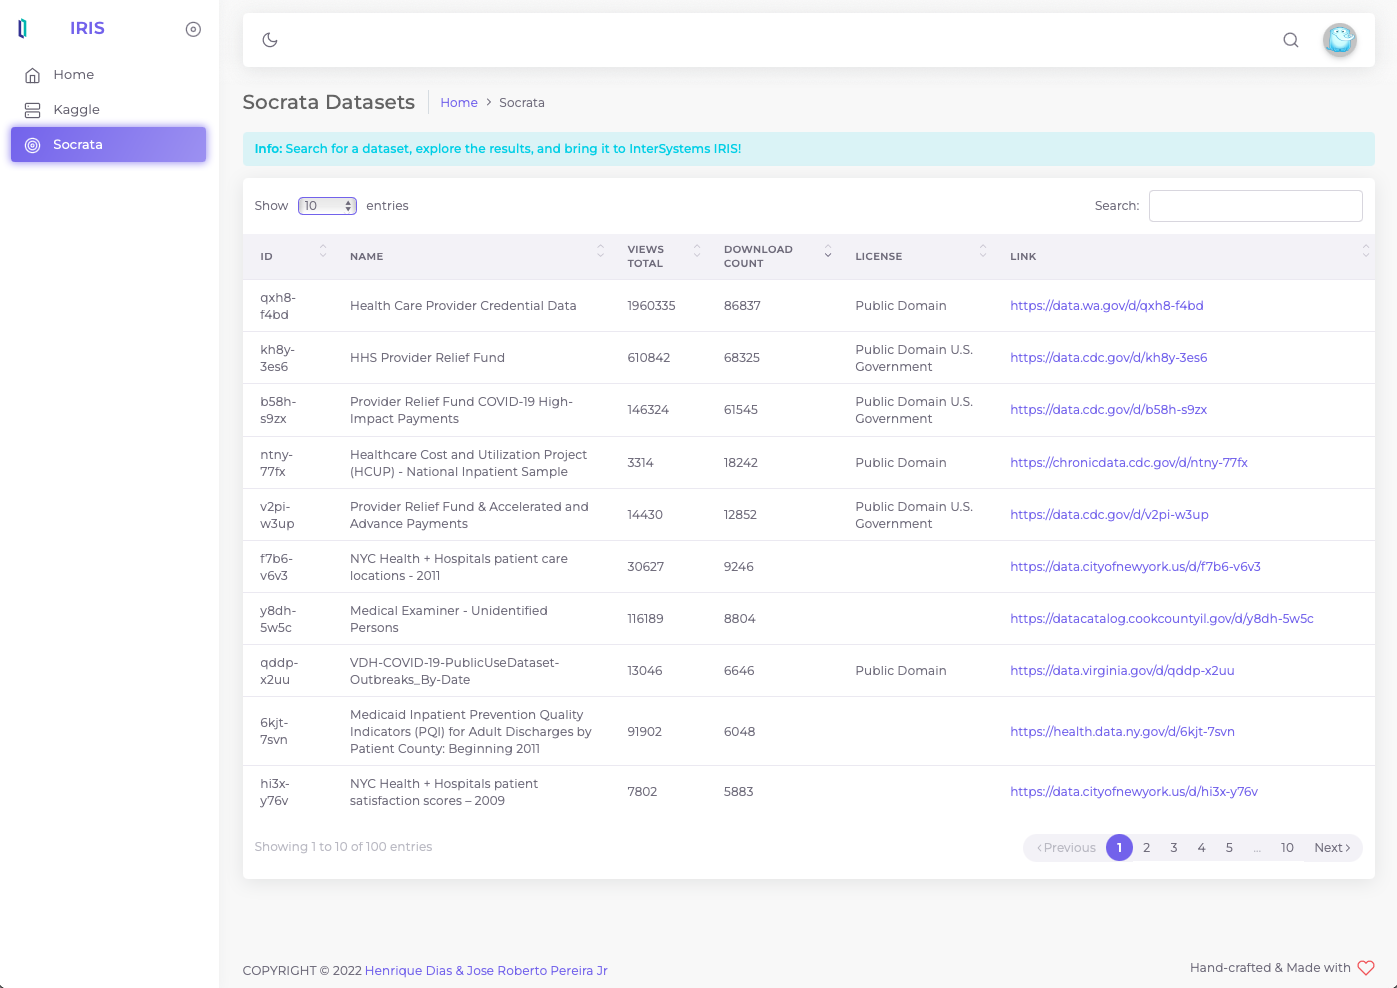 IRIS
Home
Kaggle
Socrata
Socrata Datasets
Home > Socrata
Info: Search for a dataset, explore the results, and bring it to InterSystems IRIS!
Show 10 entries
Search:
ID NAME VIEWS TOTAL DOWNLOAD COUNT LICENSE LINK
qxh8-f4bd Health Care Provider Credential Data 1960335 86837 Public Domain https://data.wa.gov/d/qxh8-f4bd
kh8y-3es6 HHS Provider Relief Fund 610842 68325 Public Domain U.S. Government https://data.cdc.gov/d/kh8y-3es6
b58h-s9zx Provider Relief Fund COVID-19 High-Impact Payments 146324 61545 Public Domain U.S. Government https://data.cdc.gov/d/b58h-s9zx
ntny-77fx Healthcare Cost and Utilization Project (HCUP) - National Inpatient Sample 3314 18242 Public Domain https://chronicdata.cdc.gov/d/ntny-77fx
v2pi-w3up Provider Relief Fund & Accelerated and Advance Payments 14430 12852 Public Domain U.S. Government https://data.cdc.gov/d/v2pi-w3up
f7b6-v6v3 NYC Health + Hospitals patient care locations - 2011 30627 9246 https://data.cityofnewyork.us/d/f7b6-v6v3
y8dh-5w5c Medical Examiner - Unidentified Persons 116189 8804 https://datacatalog.cookcountyil.gov/d/y8dh-5w5c
qddp-x2uu VDH-COVID-19-PublicUseDataset-Outbreaks_By-Date 13046 6646 Public Domain https://data.virginia.gov/d/qddp-x2uu
6kjt-7svn Medicaid Inpatient Prevention Quality Indicators (PQI) for Adult Discharges by Patient County: Beginning 2011 91902 6048 https://health.data.ny.gov/d/6kjt-7svn
hi3x-y76v NYC Health + Hospitals patient satisfaction scores – 2009 7802 5883 https://data.cityofnewyork.us/d/hi3x-y76v
Showing 1 to 10 of 100 entries
‹ Previous 1 2 3 4 5 ... 10 Next ›
COPYRIGHT © 2022 Henrique Dias & Jose Roberto Pereira Jr
Hand-crafted & Made with